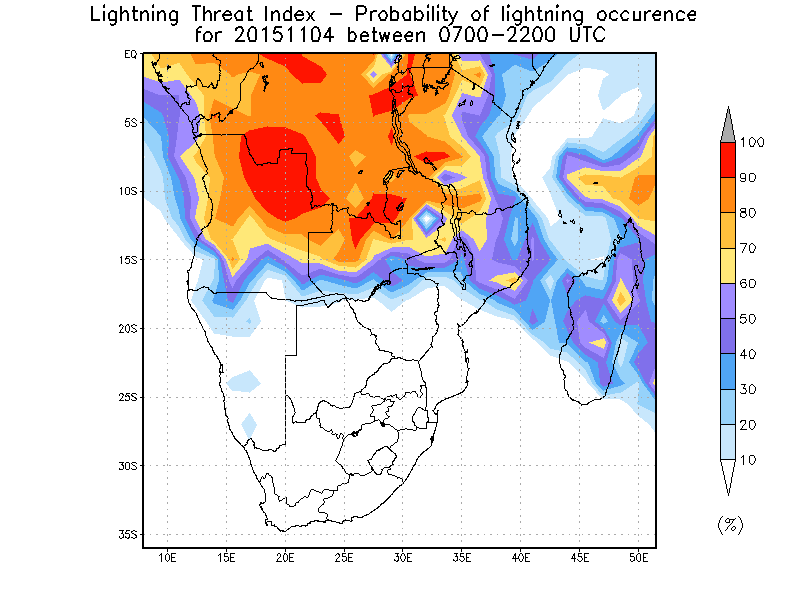 Lightning Threat Index – Probability of lightning occurence
for 20151104 between 0700–2200 UTC
EQ
5S
10S
15S
20S
25S
30S
35S
10E 15E 20E 25E 30E 35E 40E 45E 50E
100
90
80
70
60
50
40
30
20
10
(%)